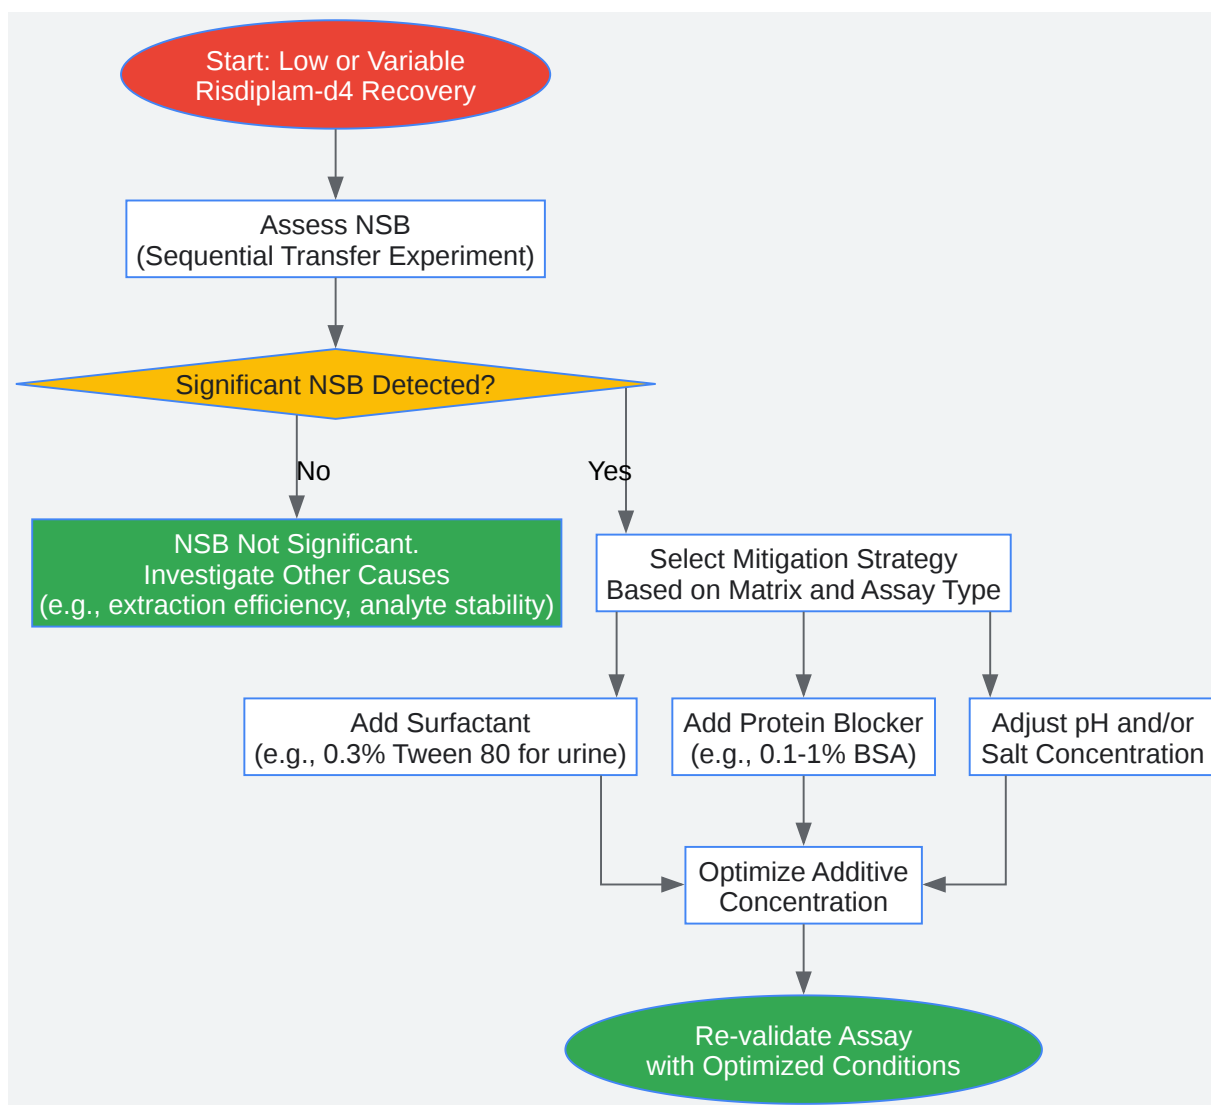 Start: Low or Variable
Risdiplam-d4 Recovery
Assess NSB
(Sequential Transfer Experiment)
Significant NSB Detected?
No
Yes
NSB Not Significant.
Investigate Other Causes
(e.g., extraction efficiency, analyte stability)
Select Mitigation Strategy
Based on Matrix and Assay Type
Add Surfactant
(e.g., 0.3% Tween 80 for urine)
Add Protein Blocker
(e.g., 0.1-1% BSA)
Adjust pH and/or
Salt Concentration
Optimize Additive
Concentration
Re-validate Assay
with Optimized Conditions